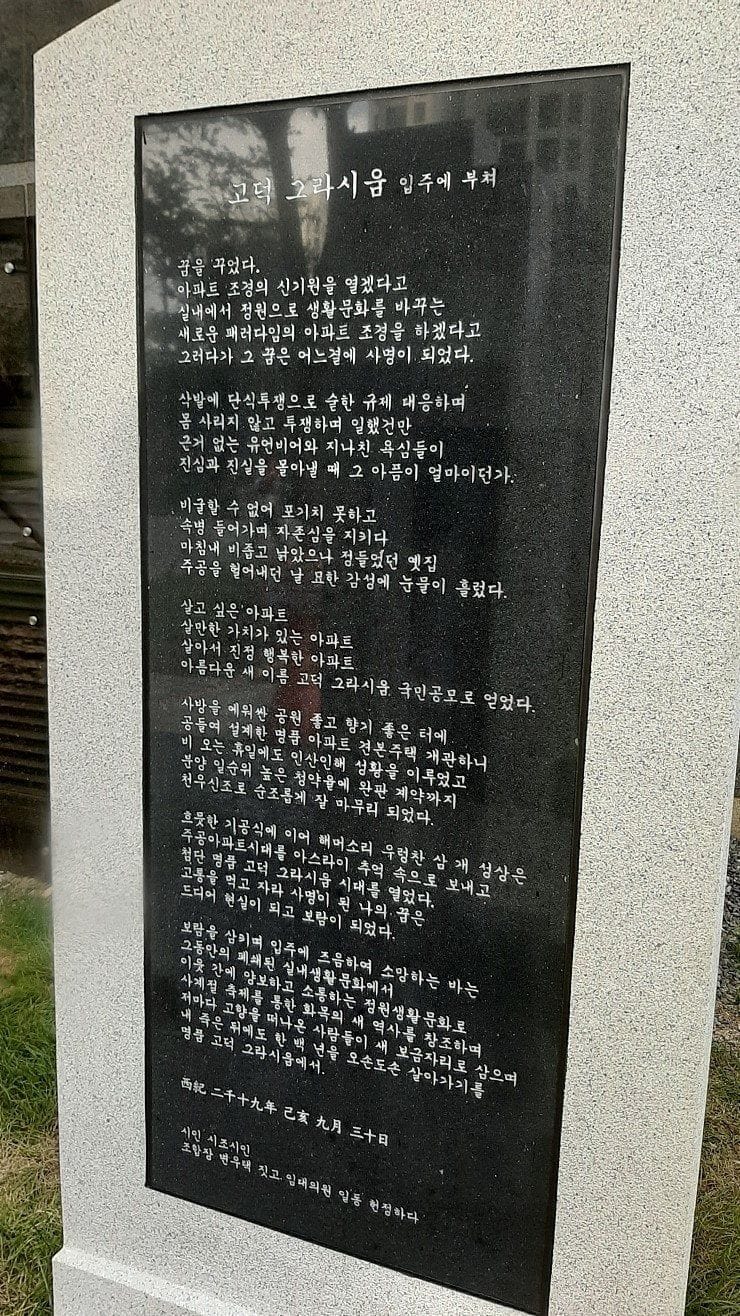 고덕 그라시움 입주에 부쳐
꿈을 꾸었다.
아파트 조경의 신기원을 열겠다고
실내에서 정원으로 생활문화를 바꾸는
새로운 패러다임의 아파트 조경을 하겠다고
그러다가 그 꿈은 어느결에 사명이 되었다.
삭발에 단식투쟁으로 숱한 규제 대응하며
몸 사리지 않고 투쟁하며 일했건만
근거 없는 유언비어와 지나친 욕심들이
진심과 진실을 몰아낼 때 그 아픔이 얼마이던가.
비굴할 수 없어 포기치 못하고
속병 들어가며 자존심을 지키다
마침내 비좁고 낡았으나 정들었던 옛집
주공을 헐어내던 날 묘한 감성에 눈물이 흘렀다.
살고 싶은 아파트
살만한 가치가 있는 아파트
살아서 진정 행복한 아파트
아름다운 새 이름 고덕 그라시움 국민공모로 얻었다.
사방을 에워싼 공원 좋고 향기 좋은 터에
공들여 설계한 명품 아파트 견본주택 개관하니
비 오는 휴일에도 인산인해 성황을 이루었고
분양 일순위 높은 청약율에 완판 계약까지
천우신조로 순조롭게 잘 마무리 되었다.
흐뭇한 기공식에 이어 해머소리 우렁찬 삼 개 성상은
주공아파트시대를 아스라이 추억 속으로 보내고
첨단 명품 고덕 그라시움 시대를 열었다.
고통을 먹고 자라 사명이 된 나의 꿈은
드디어 현실이 되고 보람이 되었다.
보람을 삼키며 입주에 즈음하여 소망하는 바는
그동안의 폐쇄된 실내생활문화에서
이웃 간에 양보하고 소통하는 정원생활문화로
사계절 축제를 통한 화목의 새 역사를 창조하며
저마다 고향을 떠나온 사람들이 새 보금자리로 삼으며
내 죽은 뒤에도 한 백 년을 오손도손 살아가기를
명품 고덕 그라시움에서.
西紀 二千十九年 己亥 九月 三十日
시인 시조시인
조합장 변우택 짓고, 임대의원 일동 헌정하다